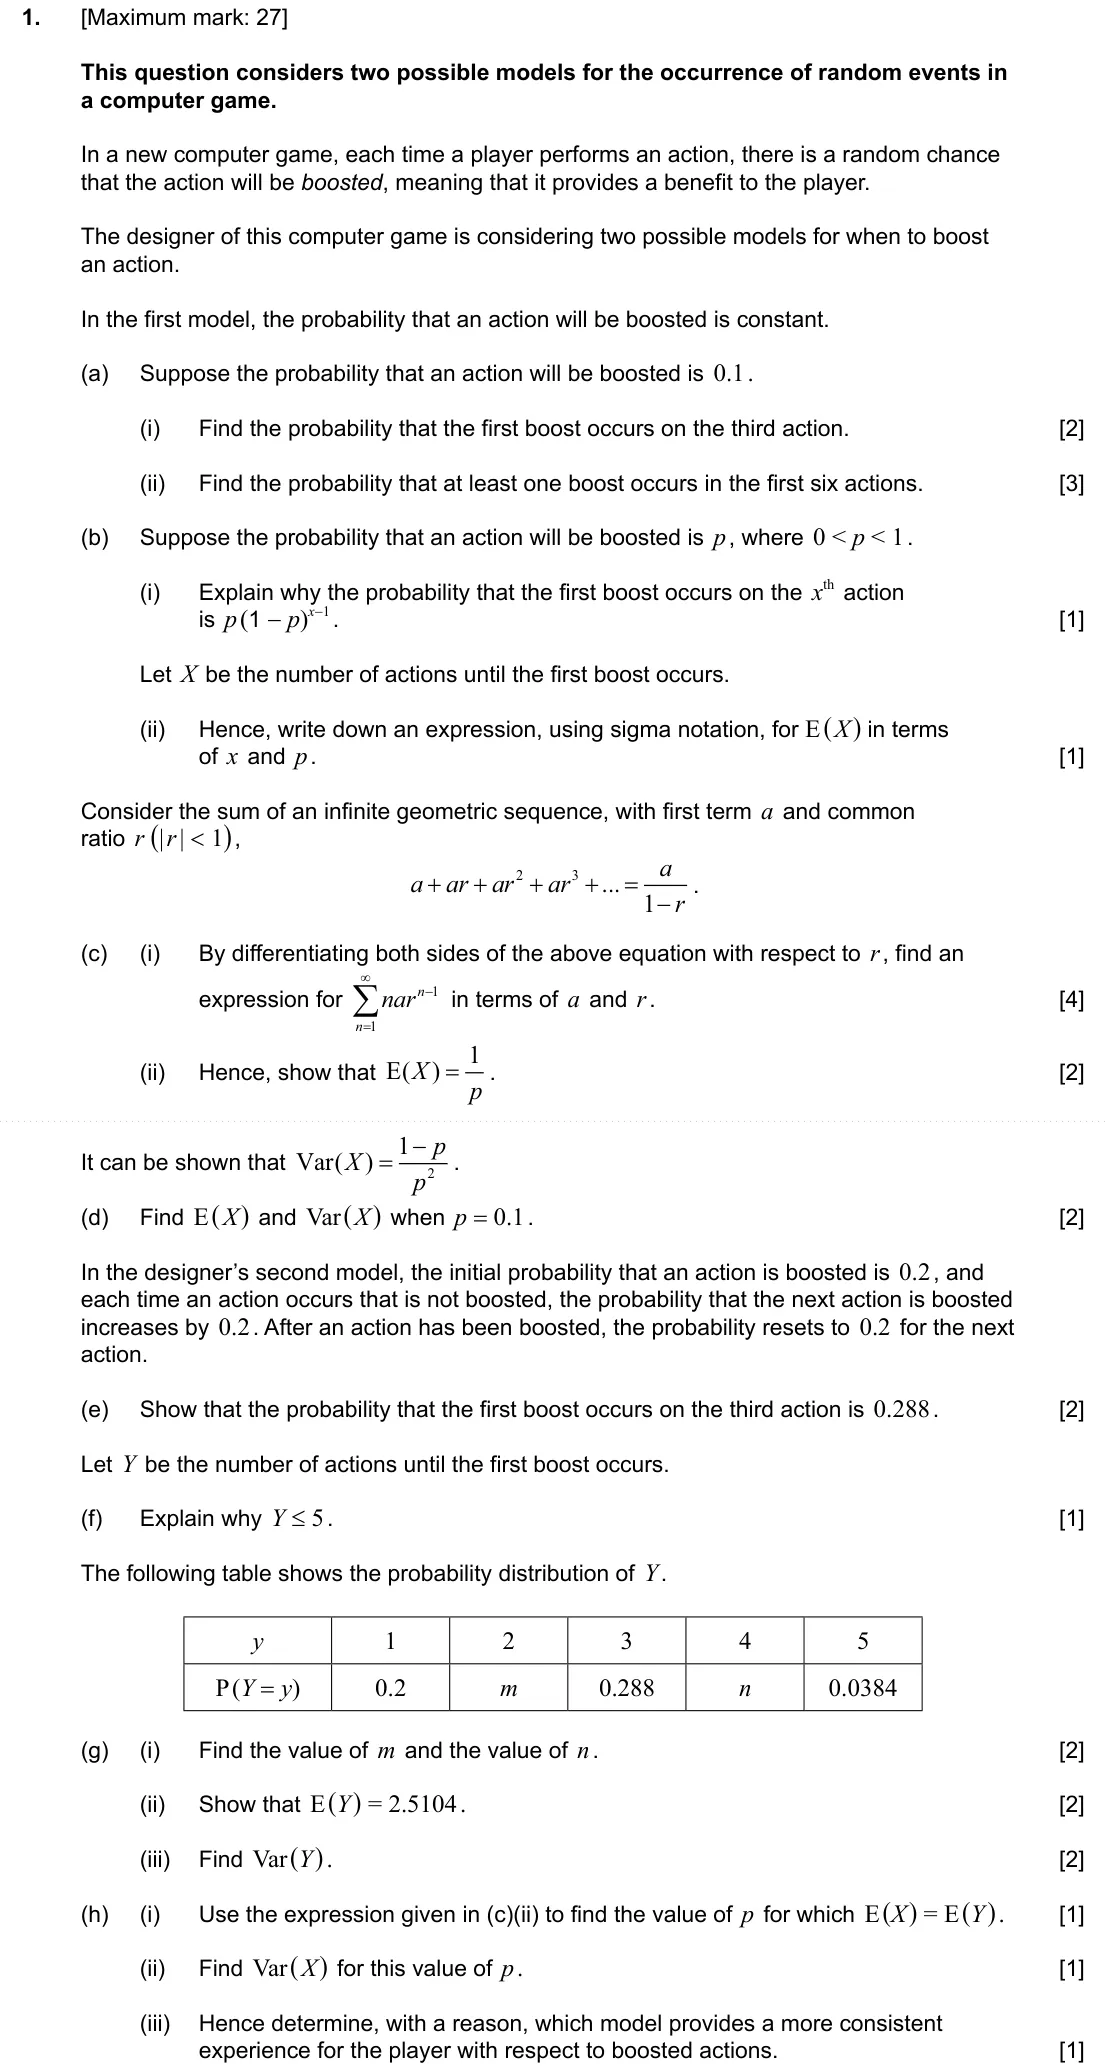 1. [Maximum mark: 27]
This question considers two possible models for the occurrence of random events in
a computer game.
In a new computer game, each time a player performs an action, there is a random chance
that the action will be boosted, meaning that it provides a benefit to the player.
The designer of this computer game is considering two possible models for when to boost
an action.
In the first model, the probability that an action will be boosted is constant.
(a) Suppose the probability that an action will be boosted is 0.1.
(i) Find the probability that the first boost occurs on the third action. [2]
(ii) Find the probability that at least one boost occurs in the first six actions. [3]
(b) Suppose the probability that an action will be boosted is p, where 0 < p < 1.
(i) Explain why the probability that the first boost occurs on the xᵗʰ action
is p(1 − p)ˣ⁻¹. [1]
Let X be the number of actions until the first boost occurs.
(ii) Hence, write down an expression, using sigma notation, for E(X) in terms
of x and p. [1]
Consider the sum of an infinite geometric sequence, with first term a and common
ratio r (|r| < 1),
a + ar + ar² + ar³ + ... = a/(1 − r).
(c) (i) By differentiating both sides of the above equation with respect to r, find an
expression for ∑_{n=1}^{∞} narⁿ⁻¹ in terms of a and r. [4]
(ii) Hence, show that E(X) = 1/p. [2]
It can be shown that Var(X) = (1 − p)/p².
(d) Find E(X) and Var(X) when p = 0.1. [2]
In the designer's second model, the initial probability that an action is boosted is 0.2, and
each time an action occurs that is not boosted, the probability that the next action is boosted
increases by 0.2. After an action has been boosted, the probability resets to 0.2 for the next
action.
(e) Show that the probability that the first boost occurs on the third action is 0.288. [2]
Let Y be the number of actions until the first boost occurs.
(f) Explain why Y ≤ 5. [1]
The following table shows the probability distribution of Y.
y 1 2 3 4 5
P(Y = y) 0.2 m 0.288 n 0.0384
(g) (i) Find the value of m and the value of n. [2]
(ii) Show that E(Y) = 2.5104. [2]
(iii) Find Var(Y). [2]
(h) (i) Use the expression given in (c)(ii) to find the value of p for which E(X) = E(Y). [1]
(ii) Find Var(X) for this value of p. [1]
(iii) Hence determine, with a reason, which model provides a more consistent
experience for the player with respect to boosted actions. [1]